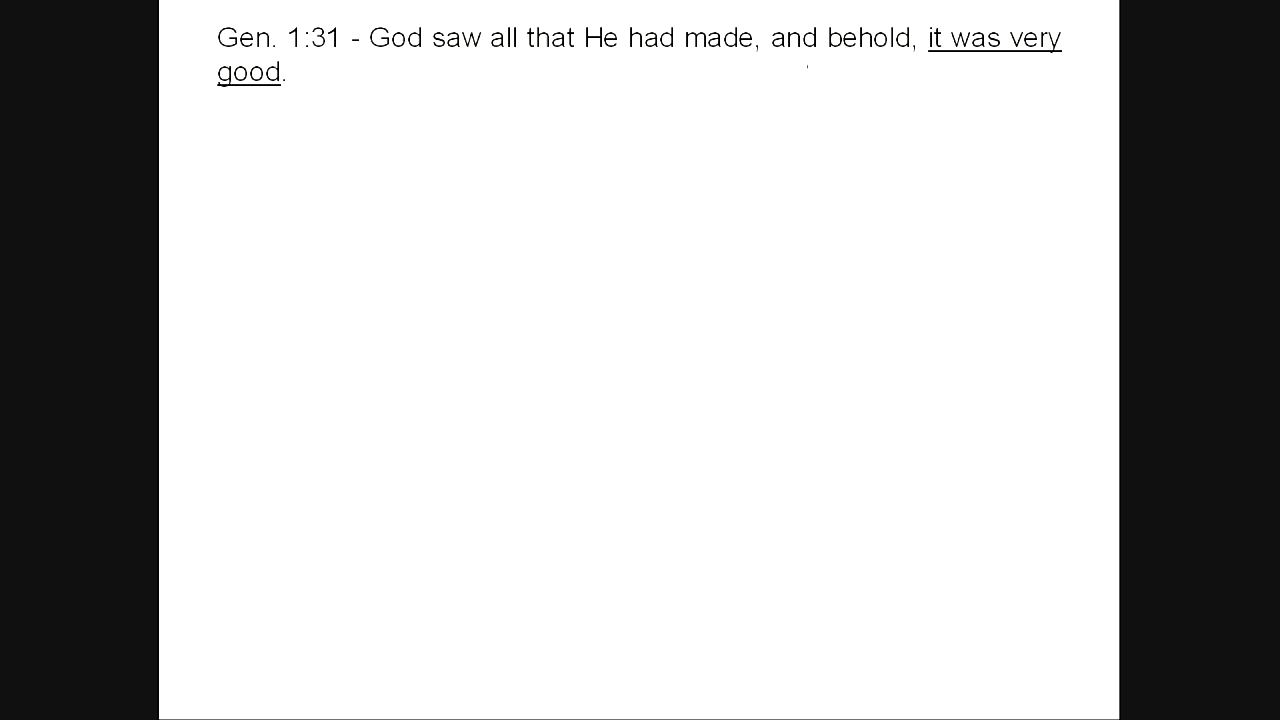 Gen. 1:31 - God saw all that He had made, and behold, it was very
good.